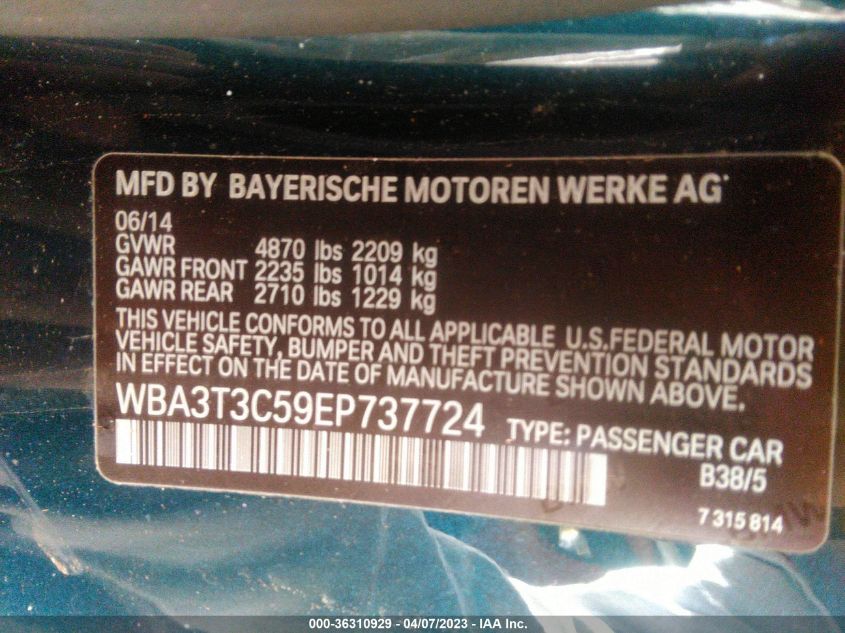 MFD BY BAYERISCHE MOTOREN WERKE AG
06/14
GVWR 4870 lbs 2209 kg
GAWR FRONT 2235 lbs 1014 kg
GAWR REAR 2710 lbs 1229 kg
THIS VEHICLE CONFORMS TO ALL APPLICABLE U.S.FEDERAL MOTOR
VEHICLE SAFETY, BUMPER AND THEFT PREVENTION STANDARDS
IN EFFECT ON THE DATE OF MANUFACTURE SHOWN ABOVE.
WBA3T3C59EP737724 TYPE: PASSENGER CAR
B38/5
7 315 814
000-36310929 - 04/07/2023 - IAA Inc.